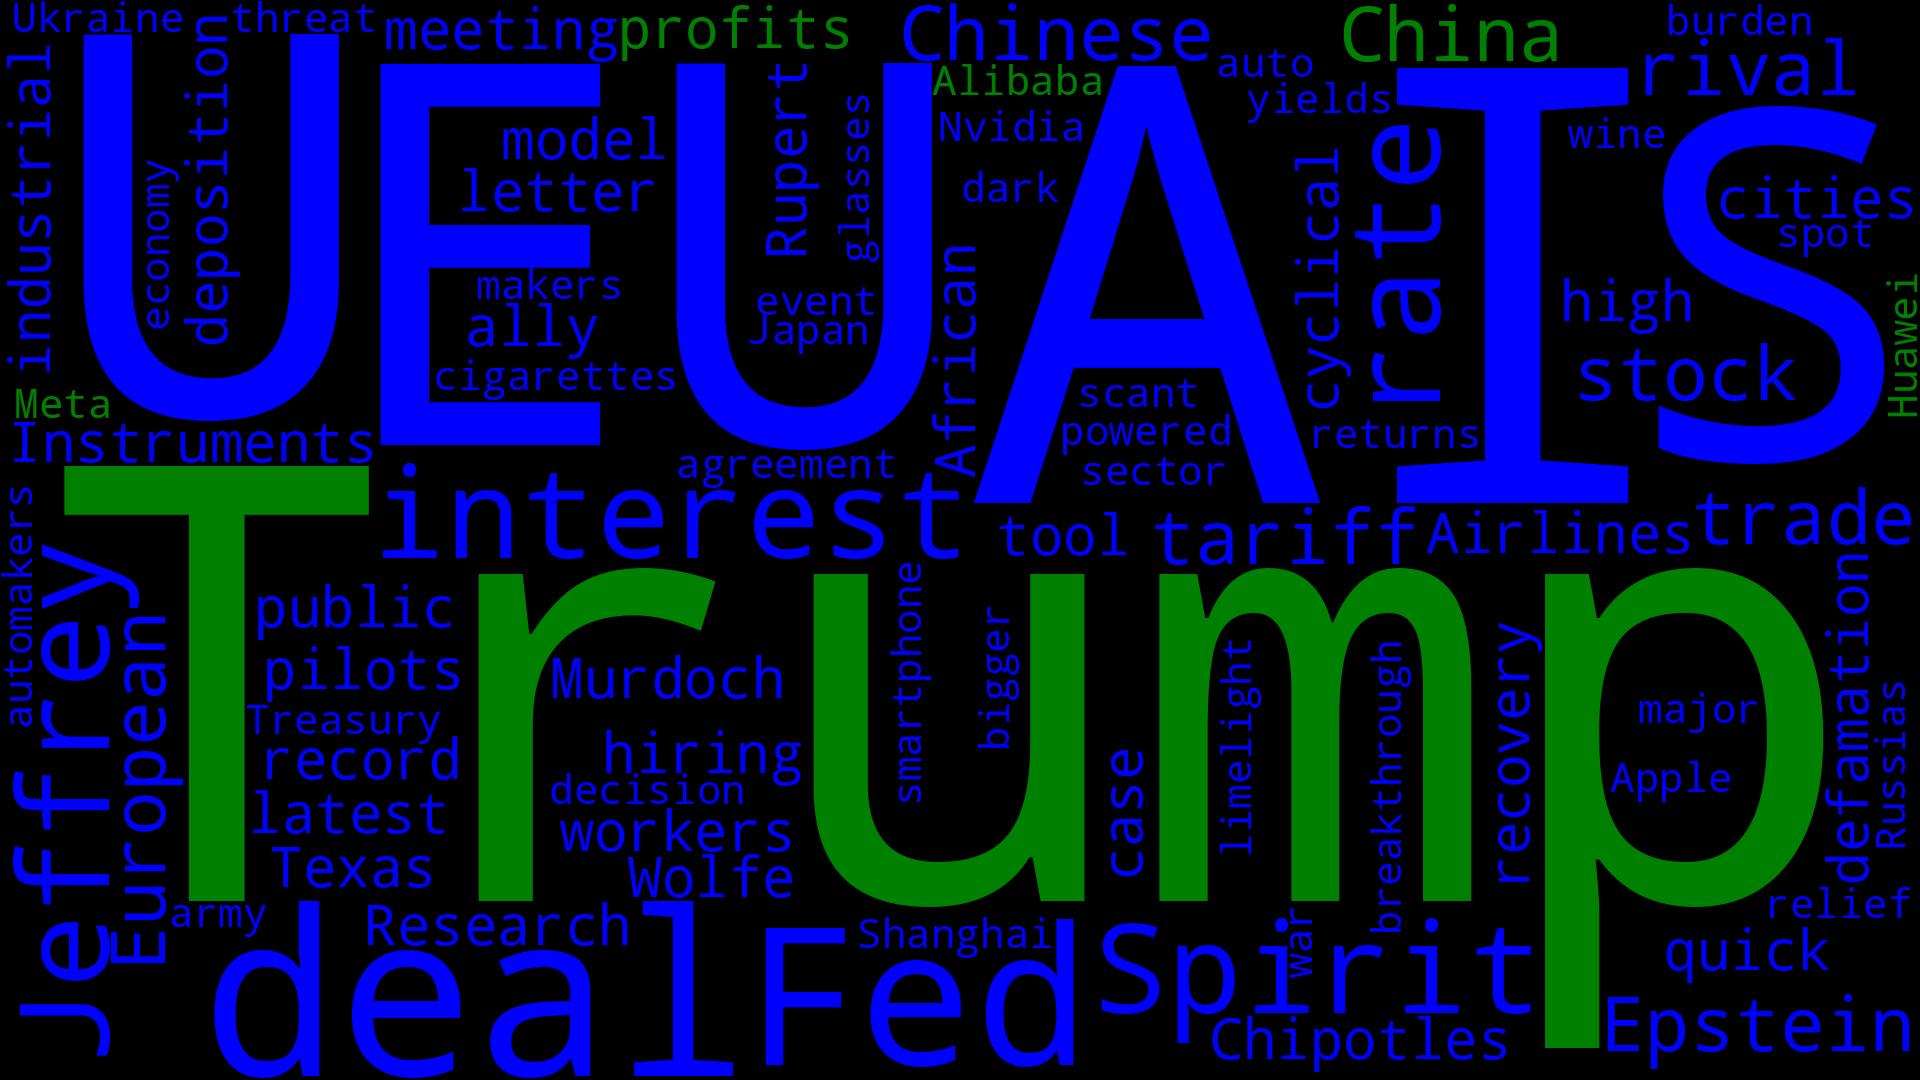 Ukraine
threat
meeting
profits
Chinese
China
burden
industrial
U
deposition
economy
EU
model
letter
Rupert
glasses
Alibaba
Nvidia
dark
auto
yields
rival
wine
AI
S
cities
spot
rate
cyclical
African
makers
ally
cigarettes
event
Japan
high
stock
Huawei
scant
powered
sector
returns
Meta
Instruments
agreement
interest
tool
tariff
Airlines
trade
automakers
Jeffrey
European
Trump
public
pilots
Treasury
record
latest
Texas
Murdoch
hiring
decision
workers
Wolfe
smartphone
bigger
case
limelight
breakthrough
recovery
major
Apple
defamation
Russias
army
deal
Research
Fed
Shanghai
Spirit
war
Chipotles
relief
quick
Epstein